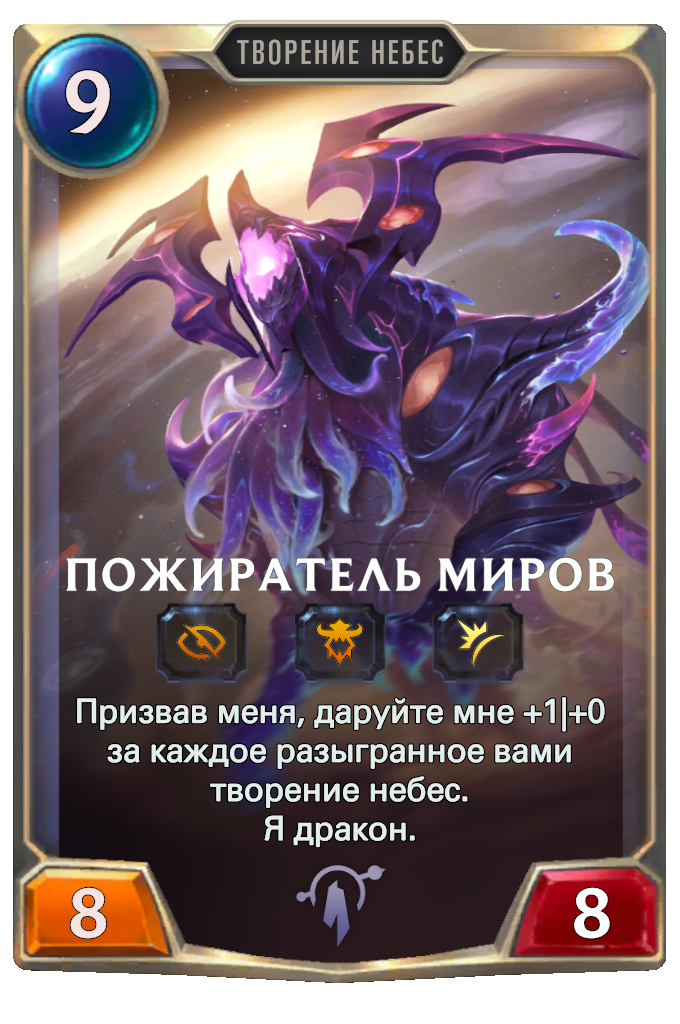 ТВОРЕНИЕ НЕБЕС
9
ПОЖИРАТЕЛЬ МИРОВ
Призвав меня, даруйте мне +1|+0
за каждое разыгранное вами
творение небес.
Я дракон.
8
8